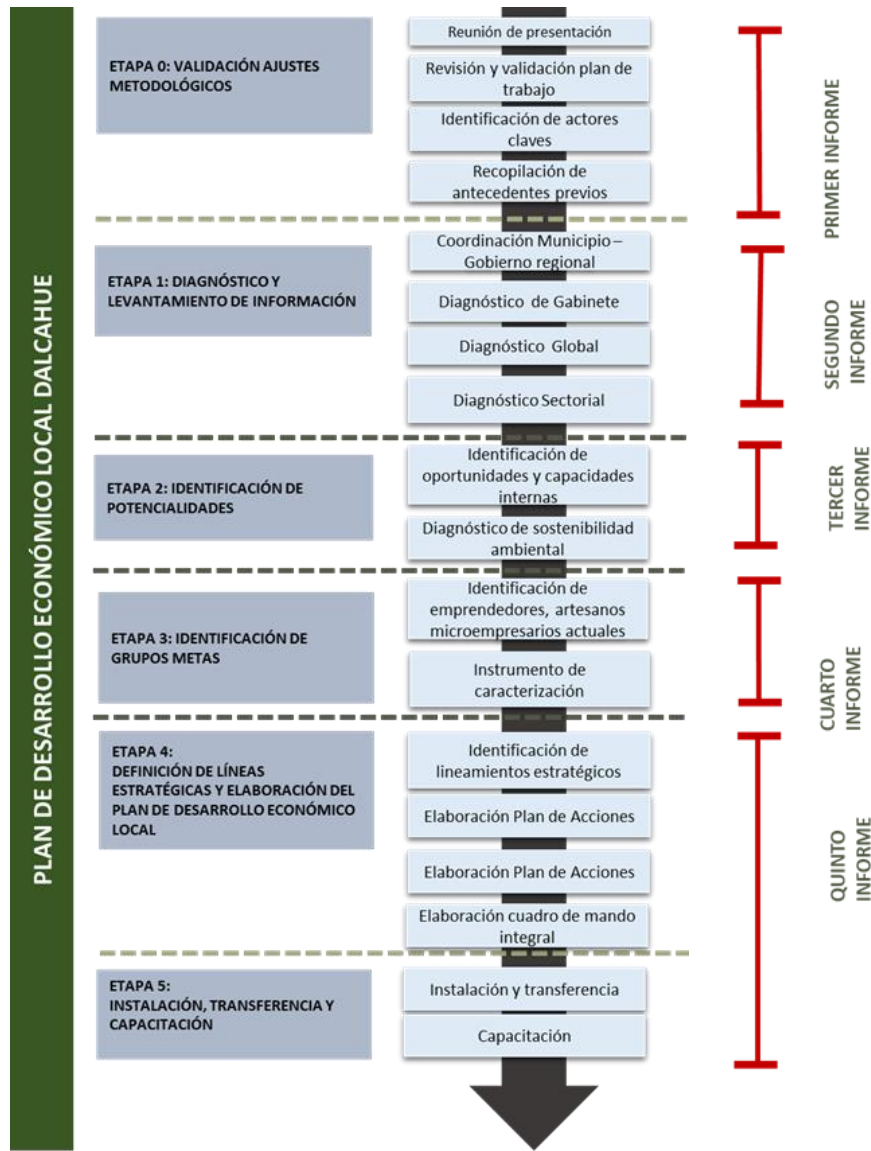 PLAN DE DESARROLLO ECONÓMICO LOCAL DALCAHUE
ETAPA 0: VALIDACIÓN AJUSTES
METODOLÓGICOS
Reunión de presentación
Revisión y validación plan de
trabajo
Identificación de actores
claves
Recopilación de
antecedentes previos
PRIMER INFORME
ETAPA 1: DIAGNÓSTICO Y
LEVANTAMIENTO DE INFORMACIÓN
Coordinación Municipio –
Gobierno regional
Diagnóstico de Gabinete
Diagnóstico Global
Diagnóstico Sectorial
SEGUNDO
INFORME
ETAPA 2: IDENTIFICACIÓN DE
POTENCIALIDADES
Identificación de
oportunidades y capacidades
internas
Diagnóstico de sostenibilidad
ambiental
TERCER
INFORME
ETAPA 3: IDENTIFICACIÓN DE
GRUPOS METAS
Identificación de
emprendedores, artesanos
microempresarios actuales
Instrumento de
caracterización
CUARTO
INFORME
ETAPA 4:
DEFINICIÓN DE LÍNEAS
ESTRATÉGICAS Y ELABORACIÓN DEL
PLAN DE DESARROLLO ECONÓMICO
LOCAL
Identificación de
lineamientos estratégicos
Elaboración Plan de Acciones
Elaboración Plan de Acciones
Elaboración cuadro de mando
integral
QUINTO
INFORME
ETAPA 5:
INSTALACIÓN, TRANSFERENCIA Y
CAPACITACIÓN
Instalación y transferencia
Capacitación